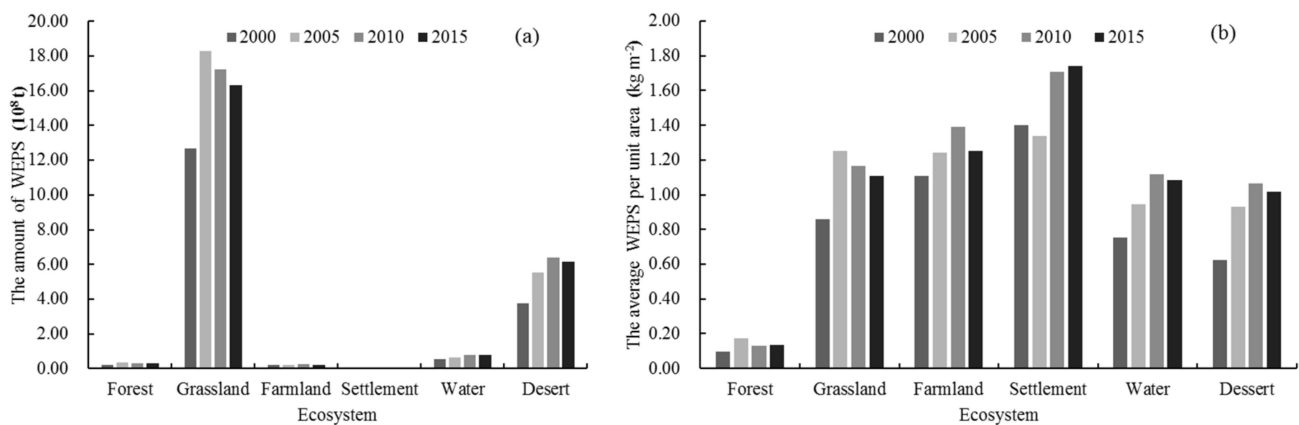 The amount of WEPS (10⁸ t)
20.00
18.00
16.00
14.00
12.00
10.00
8.00
6.00
4.00
2.00
0.00
2000 2005 2010 2015
(a)
Forest Grassland Farmland Settlement Water Desert
Ecosystem
The average WEPS per unit area (kg m⁻²)
2.00
1.80
1.60
1.40
1.20
1.00
0.80
0.60
0.40
0.20
0.00
2000 2005 2010 2015
(b)
Forest Grassland Farmland Settlement Water Dessert
Ecosystem